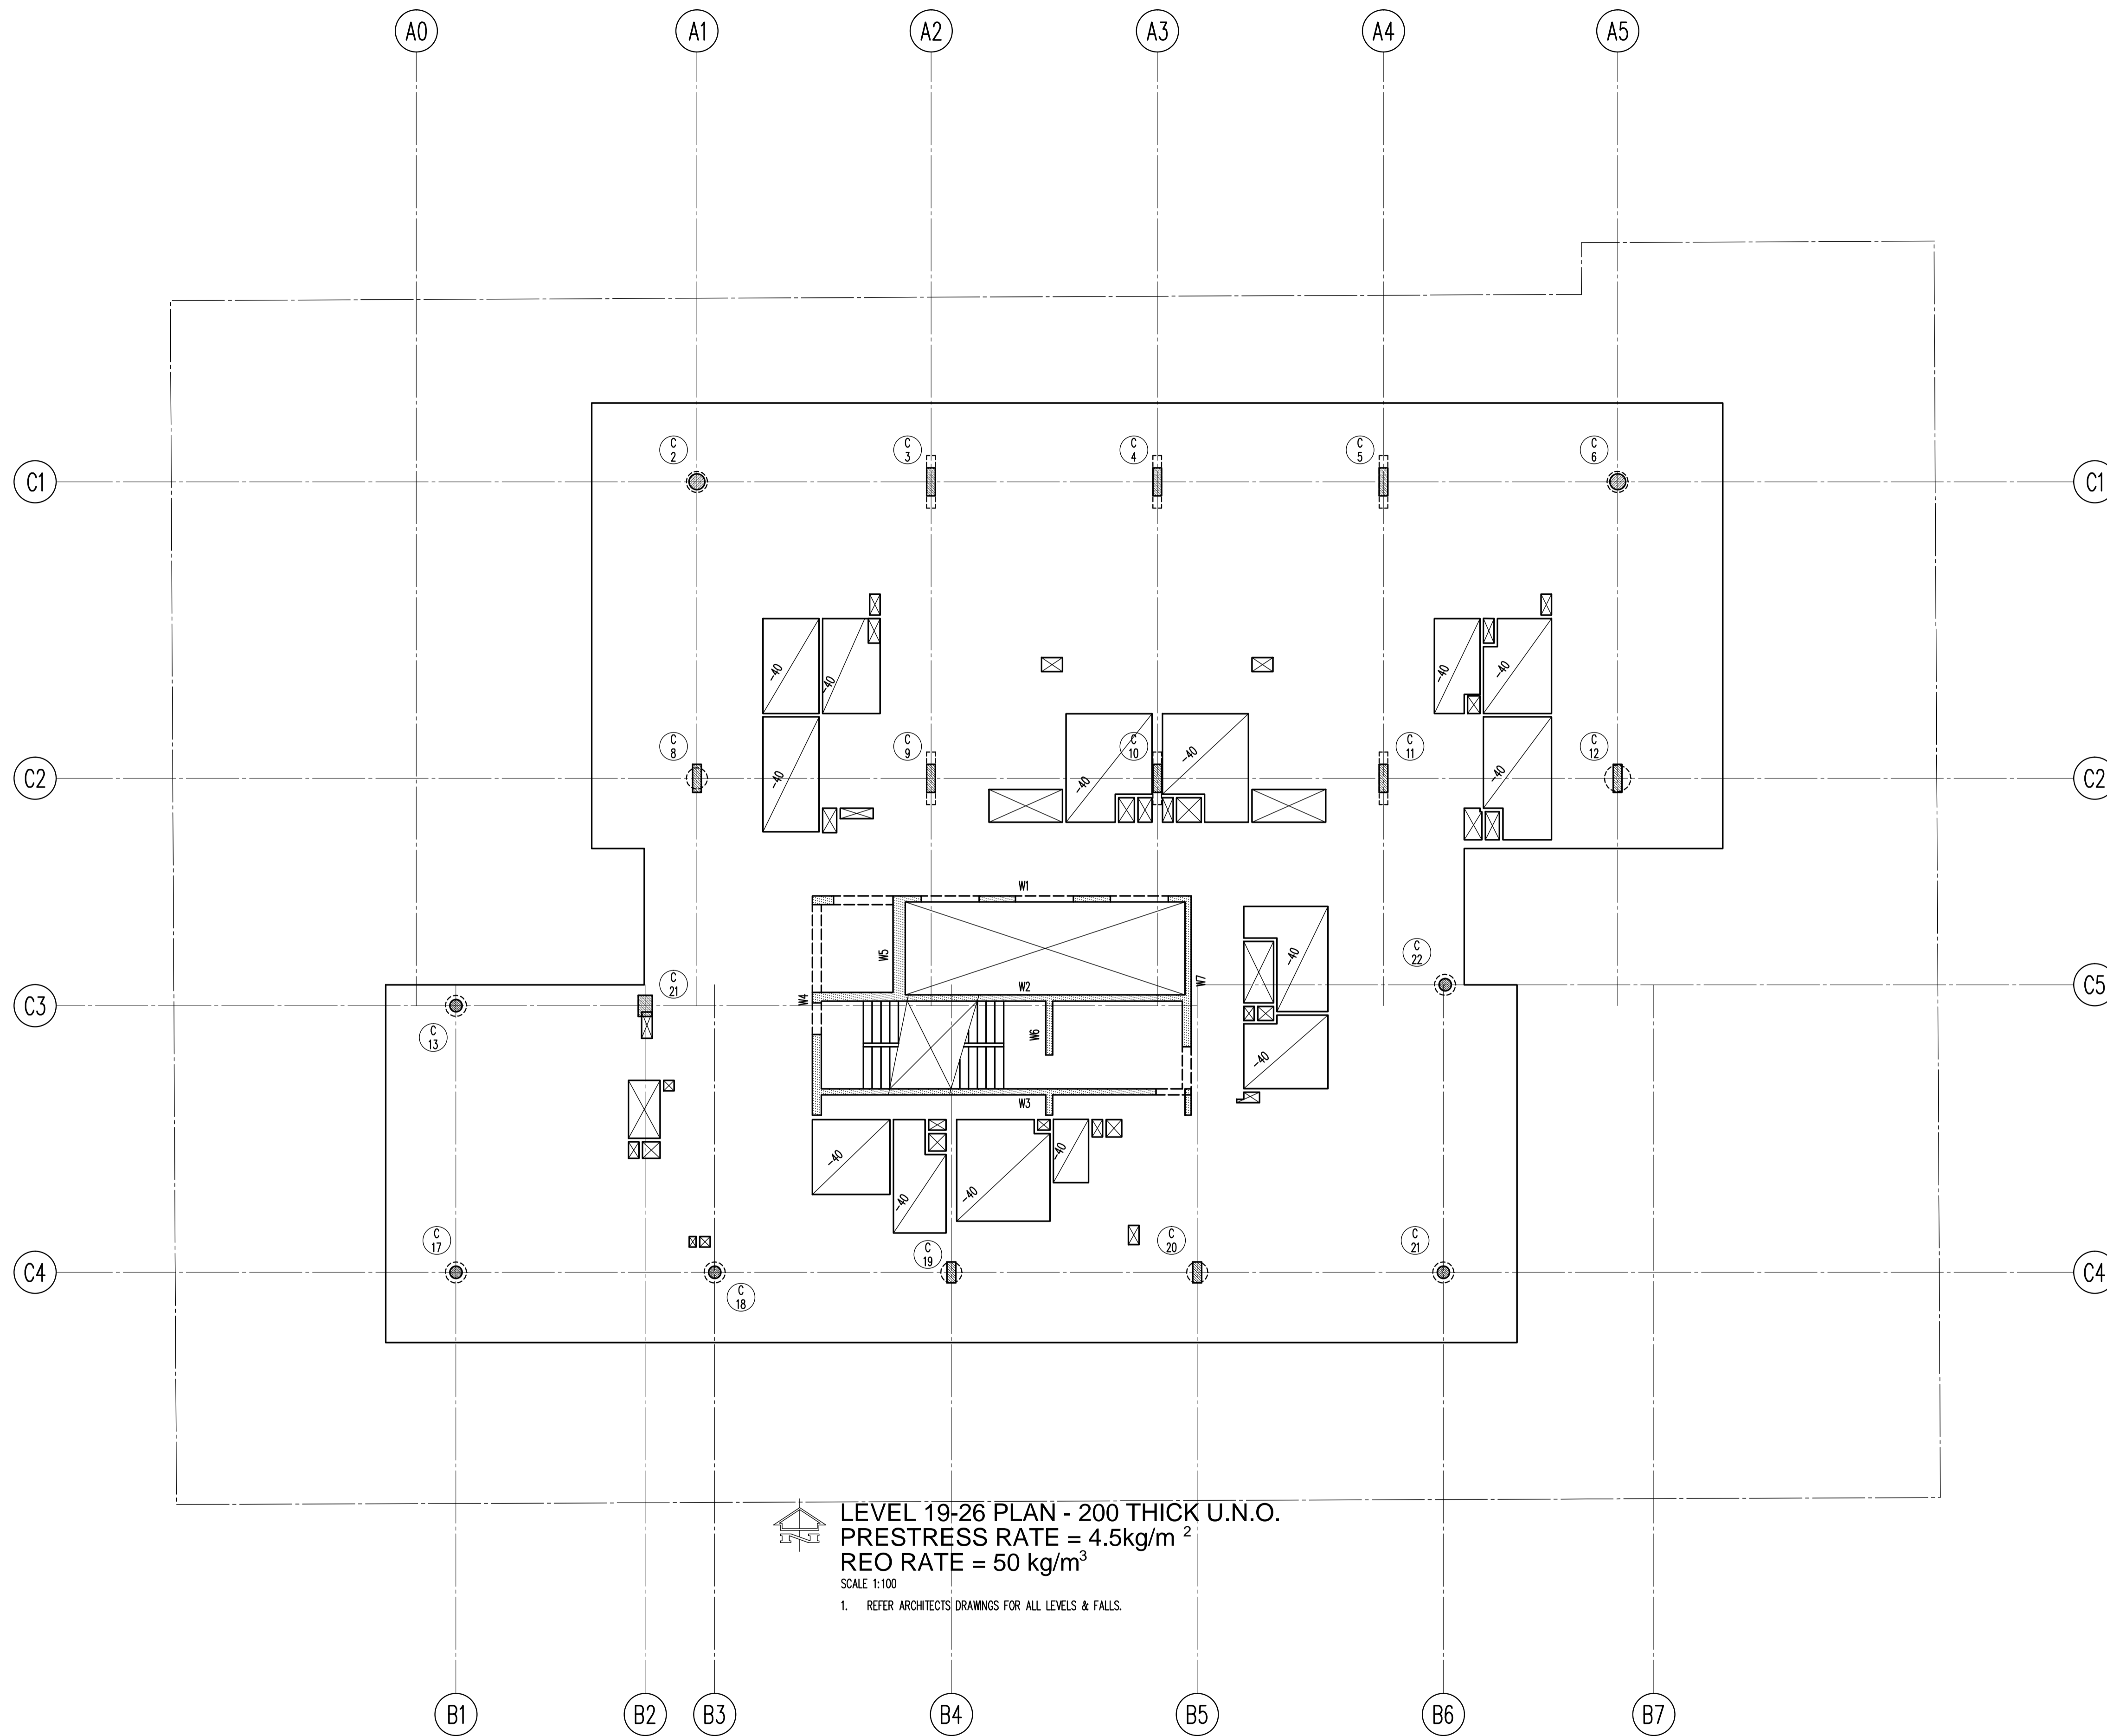 A0 A1 A2 A3 A4 A5
C 2
C 3
C 4
C 5
C 6
C1 C1
-40 -40 -40 -40
C 8
C 9
C 10
C 11
C 12
-40 -40 -40 -40
C2 C2
W1
W5
-40
C 21
C 22
W7
W2
W4
C3 C5
C 13
W6
-40
W3
-40 -40 -40 -40
C 17
C 19
C 20
C 21
C4 C4
C 18
LEVEL 19-26 PLAN - 200 THICK U.N.O.
PRESTRESS RATE = 4.5kg/m 2
REO RATE = 50 kg/m3
N
SCALE 1:100
1. REFER ARCHITECTS DRAWINGS FOR ALL LEVELS & FALLS.
B1 B2 B3 B4 B5 B6 B7